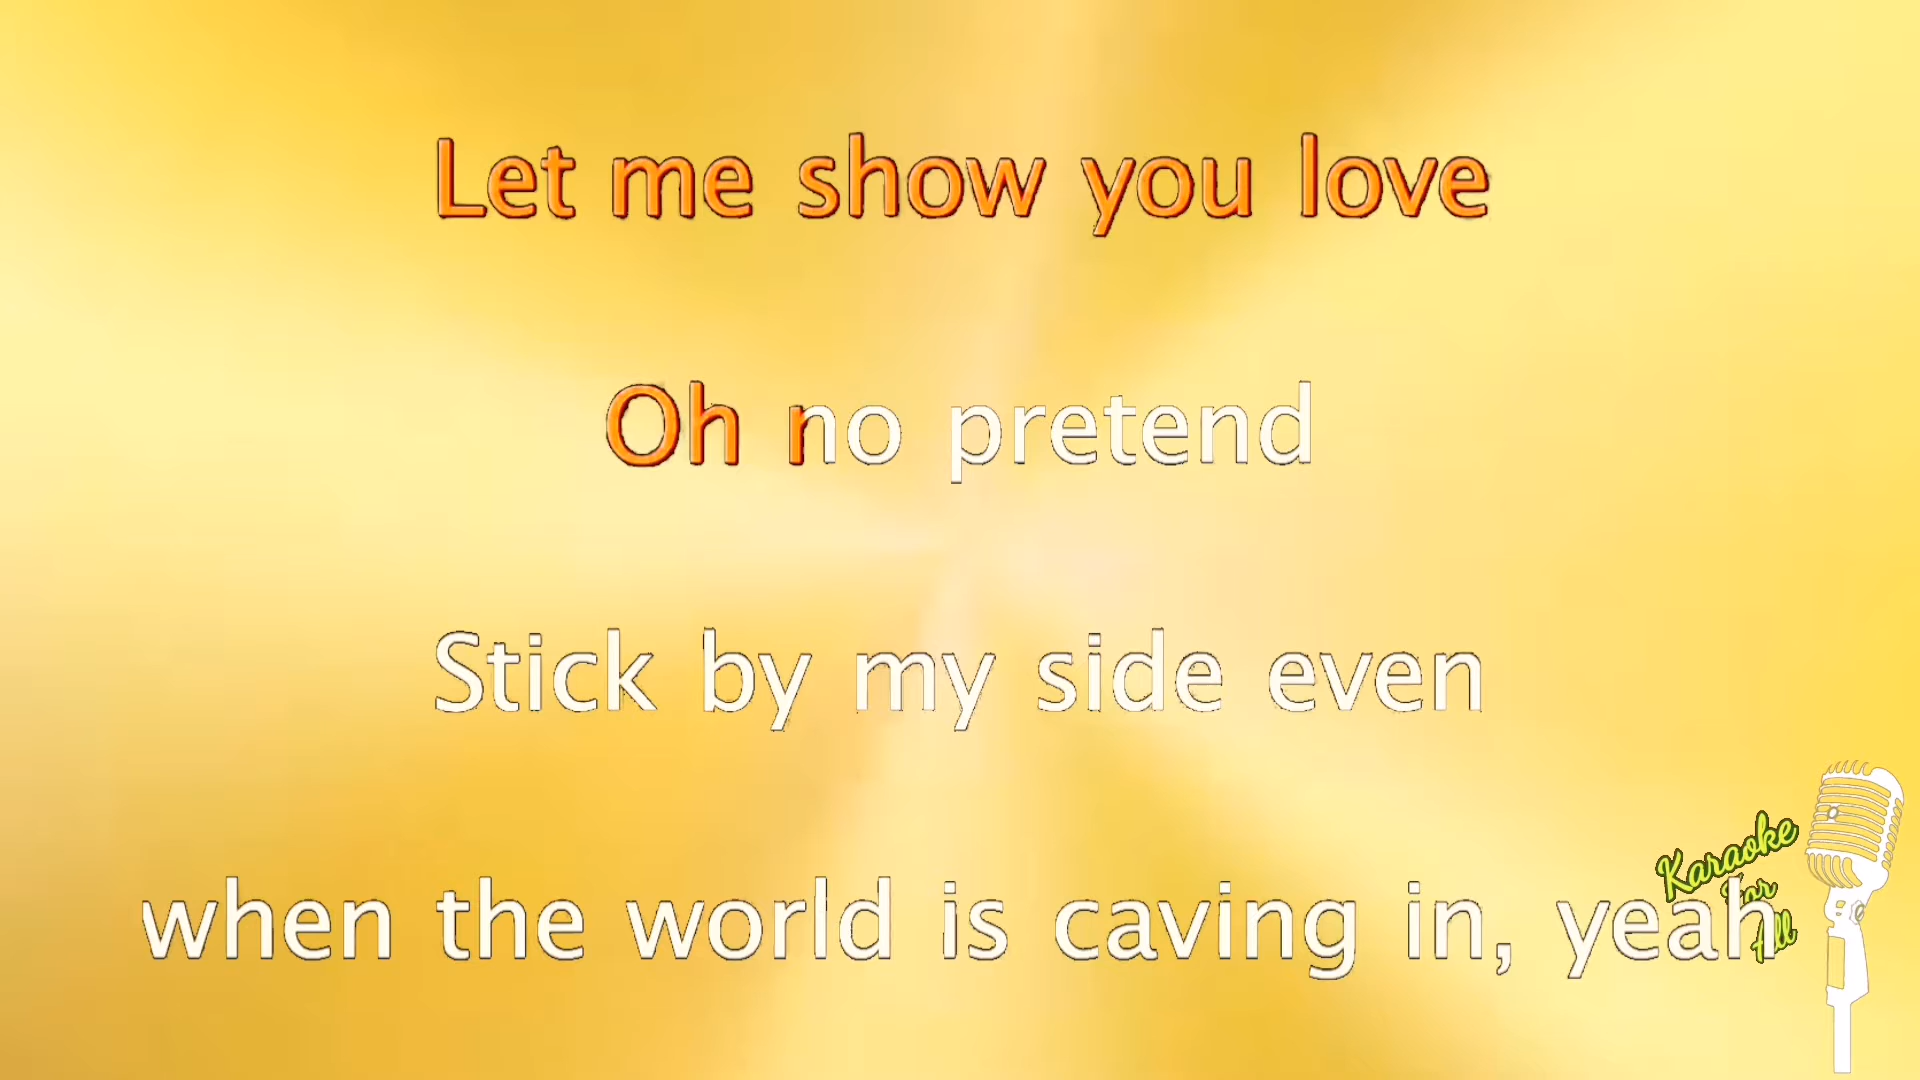 Let me show you love
Oh no pretend
Stick by my side even
when the world is caving in, yeah
Karaoke
For
All